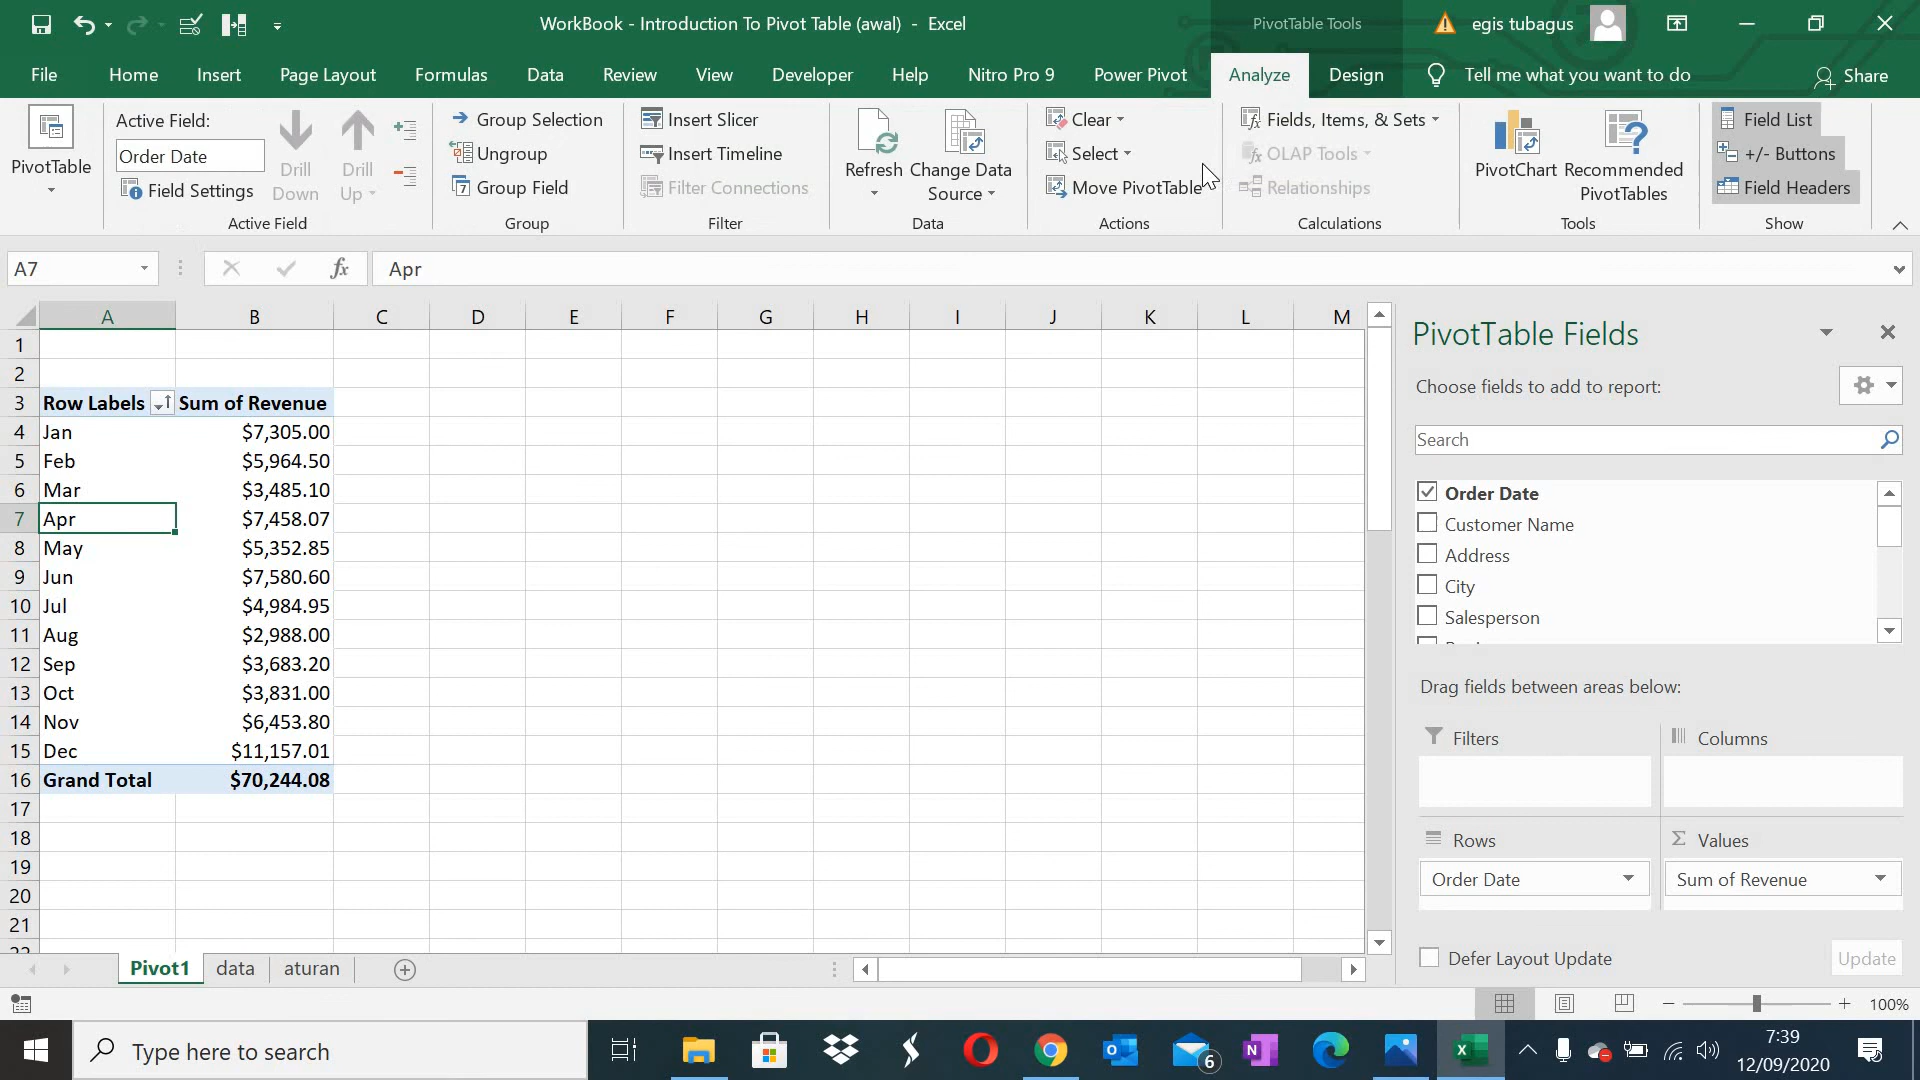 WorkBook - Introduction To Pivot Table (awal) - Excel
PivotTable Tools
egis tubagus
File Home Insert Page Layout Formulas Data Review View Developer Help Nitro Pro 9 Power Pivot Analyze Design Tell me what you want to do Share
PivotTable
Active Field:
Order Date
Field Settings
Drill Down
Drill Up
Active Field
Group Selection
Ungroup
Group Field
Group
Insert Slicer
Insert Timeline
Filter Connections
Filter
Refresh
Change Data Source
Data
Clear
Select
Move PivotTable
Actions
Fields, Items, & Sets
OLAP Tools
Relationships
Calculations
PivotChart
Recommended PivotTables
Tools
Field List
+/- Buttons
Field Headers
Show
A7
fx
Apr
A B C D E F G H I J K L M
1
2
3 Row Labels Sum of Revenue
4 Jan $7,305.00
5 Feb $5,964.50
6 Mar $3,485.10
7 Apr $7,458.07
8 May $5,352.85
9 Jun $7,580.60
10 Jul $4,984.95
11 Aug $2,988.00
12 Sep $3,683.20
13 Oct $3,831.00
14 Nov $6,453.80
15 Dec $11,157.01
16 Grand Total $70,244.08
17
18
19
20
21
PivotTable Fields
Choose fields to add to report:
Search
Order Date
Customer Name
Address
City
Salesperson
Drag fields between areas below:
Filters
Columns
Rows
Σ Values
Order Date
Sum of Revenue
Defer Layout Update
Update
Pivot1 data aturan
100%
Type here to search
6
7:39
12/09/2020